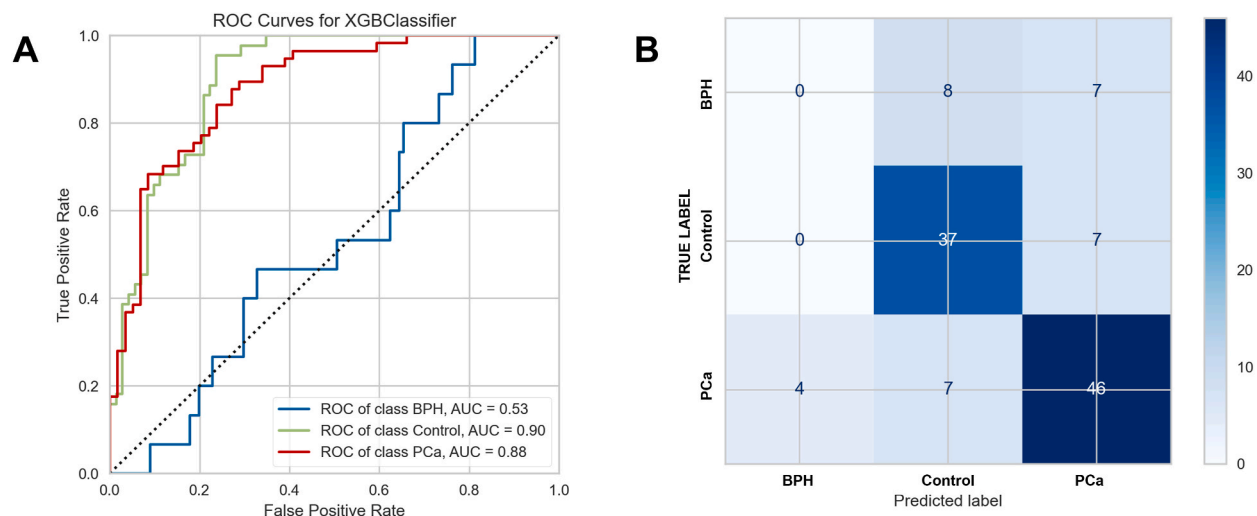 A
ROC Curves for XGBClassifier
1.0
0.8
0.6
0.4
0.2
0.0
True Positive Rate
0.0 0.2 0.4 0.6 0.8 1.0
False Positive Rate
ROC of class BPH, AUC = 0.53
ROC of class Control, AUC = 0.90
ROC of class PCa, AUC = 0.88
B
TRUE LABEL
BPH
0 8 7
Control
0 37 7
PCa
4 7 46
BPH Control PCa
Predicted label
40
30
20
10
0